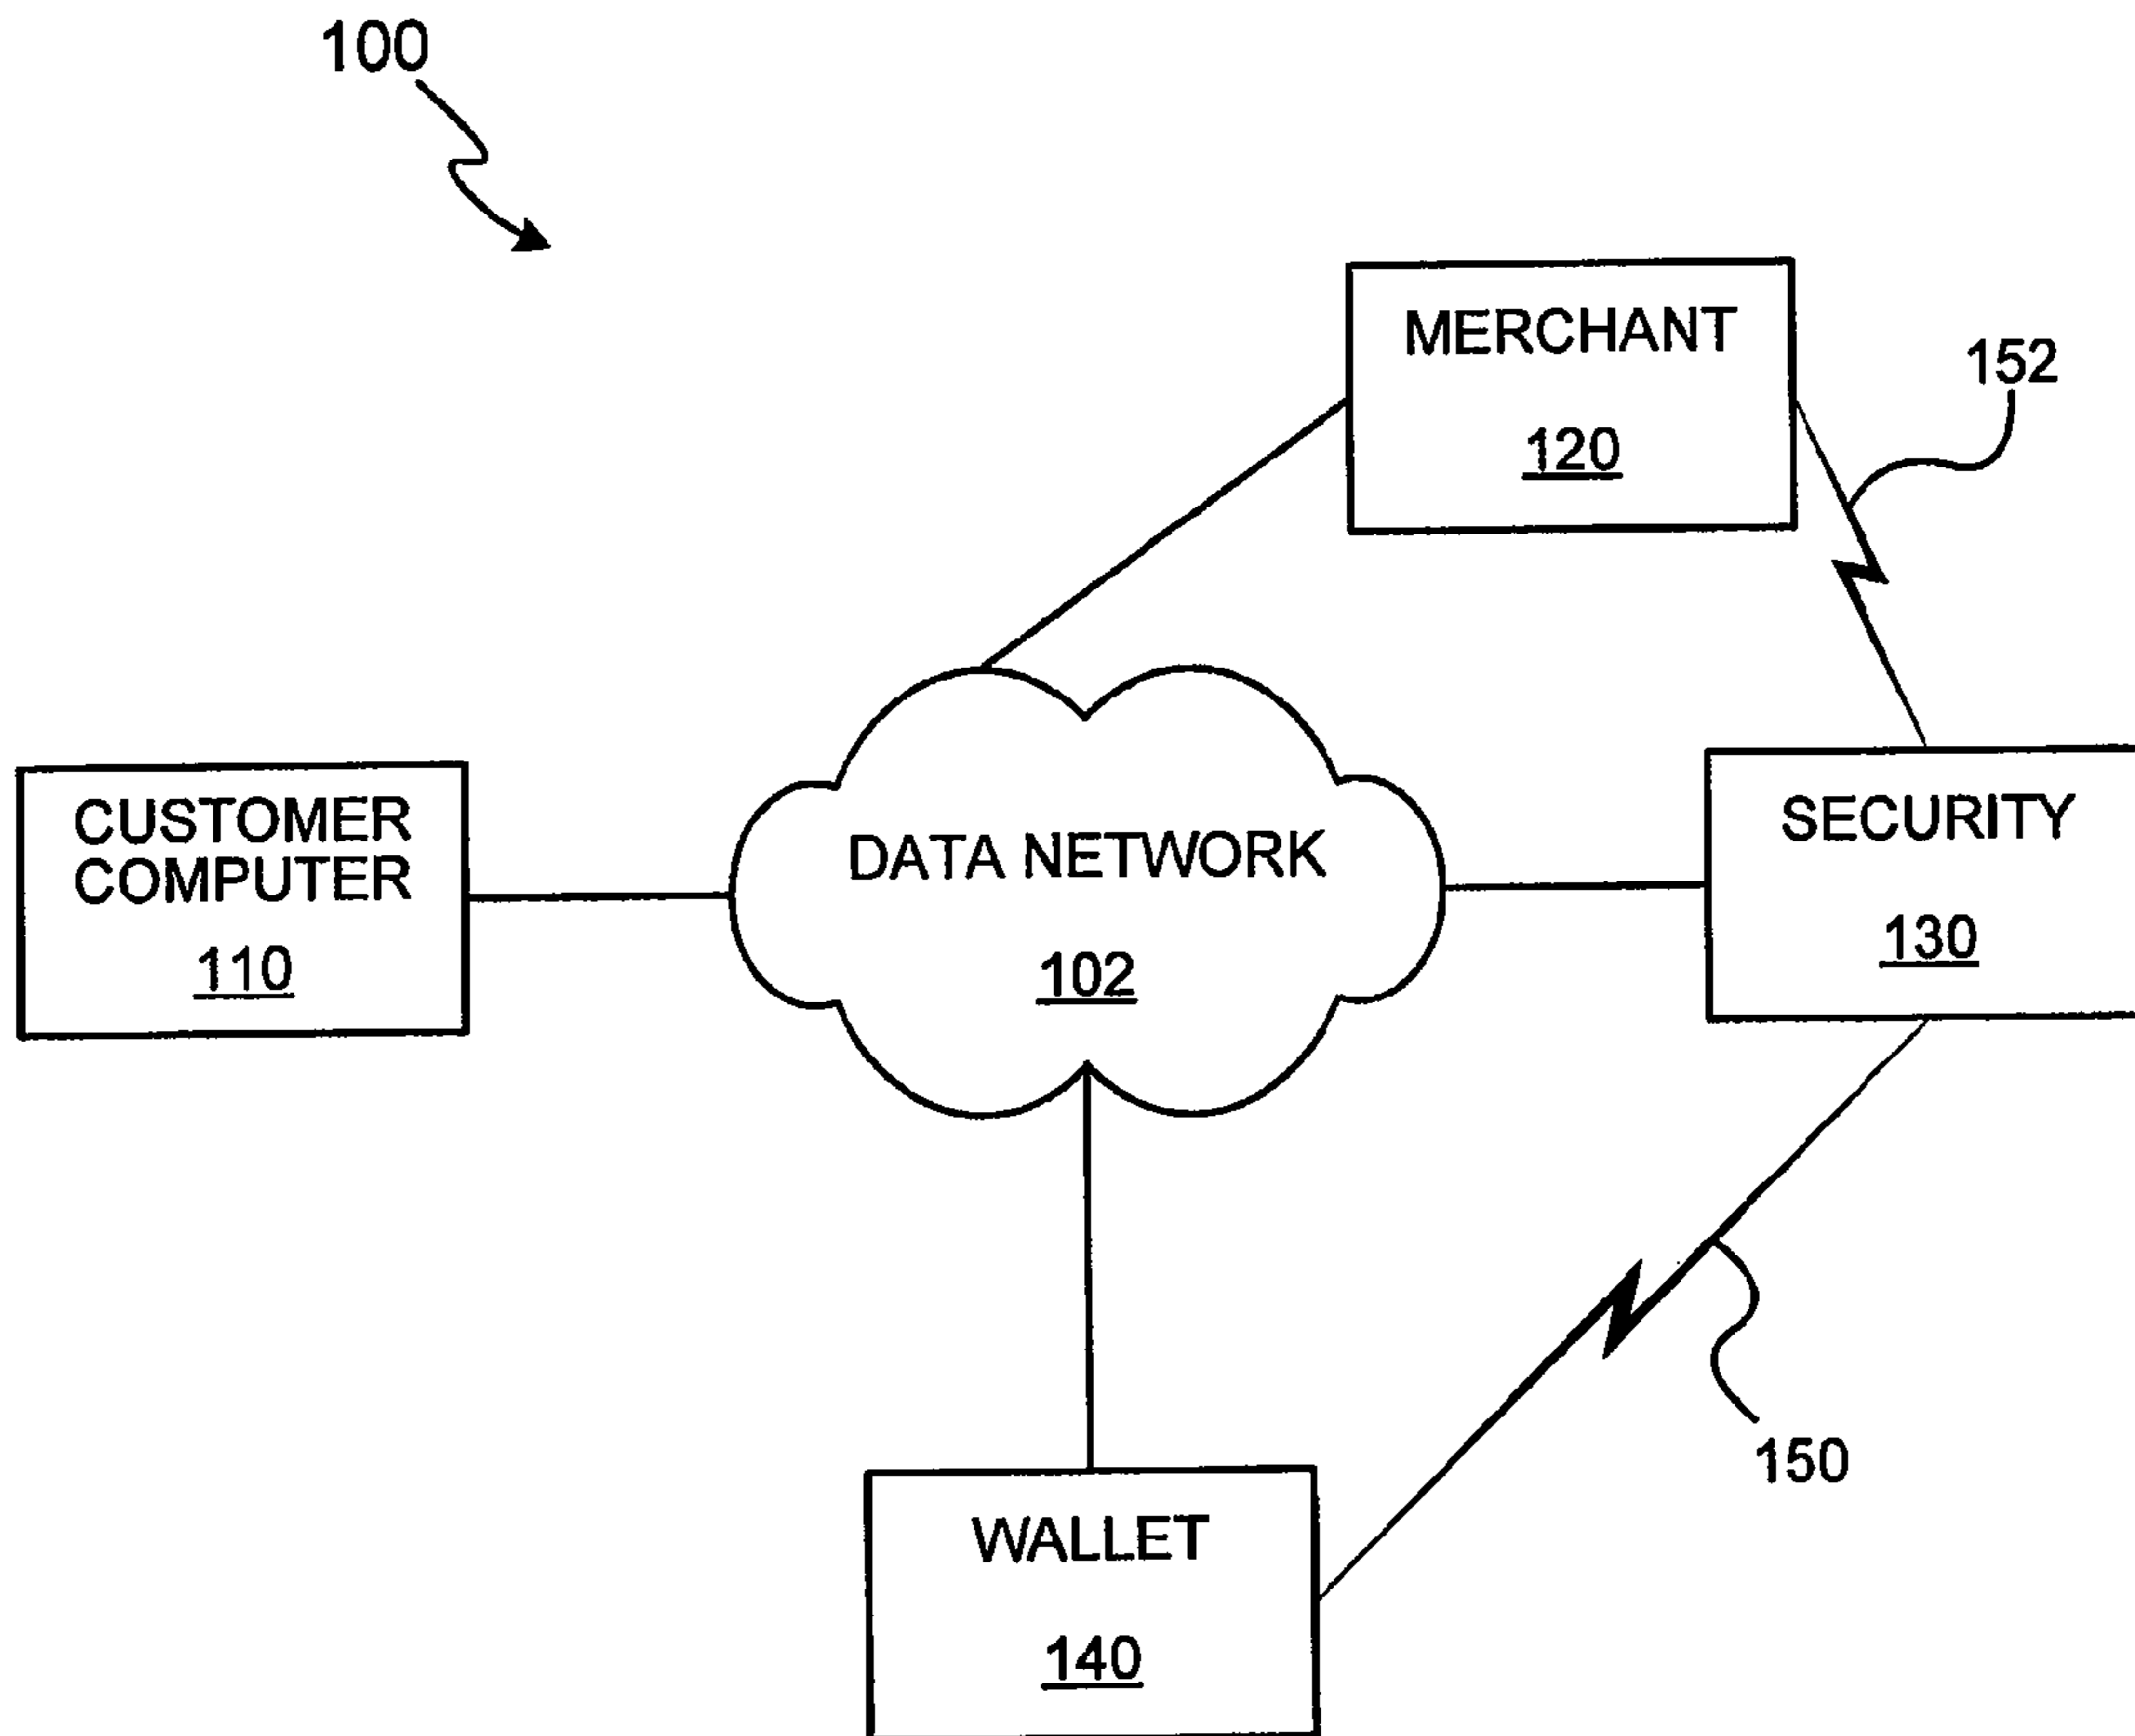 100
MERCHANT
120
152
CUSTOMER
COMPUTER
110
DATA NETWORK
102
SECURITY
130
150
WALLET
140